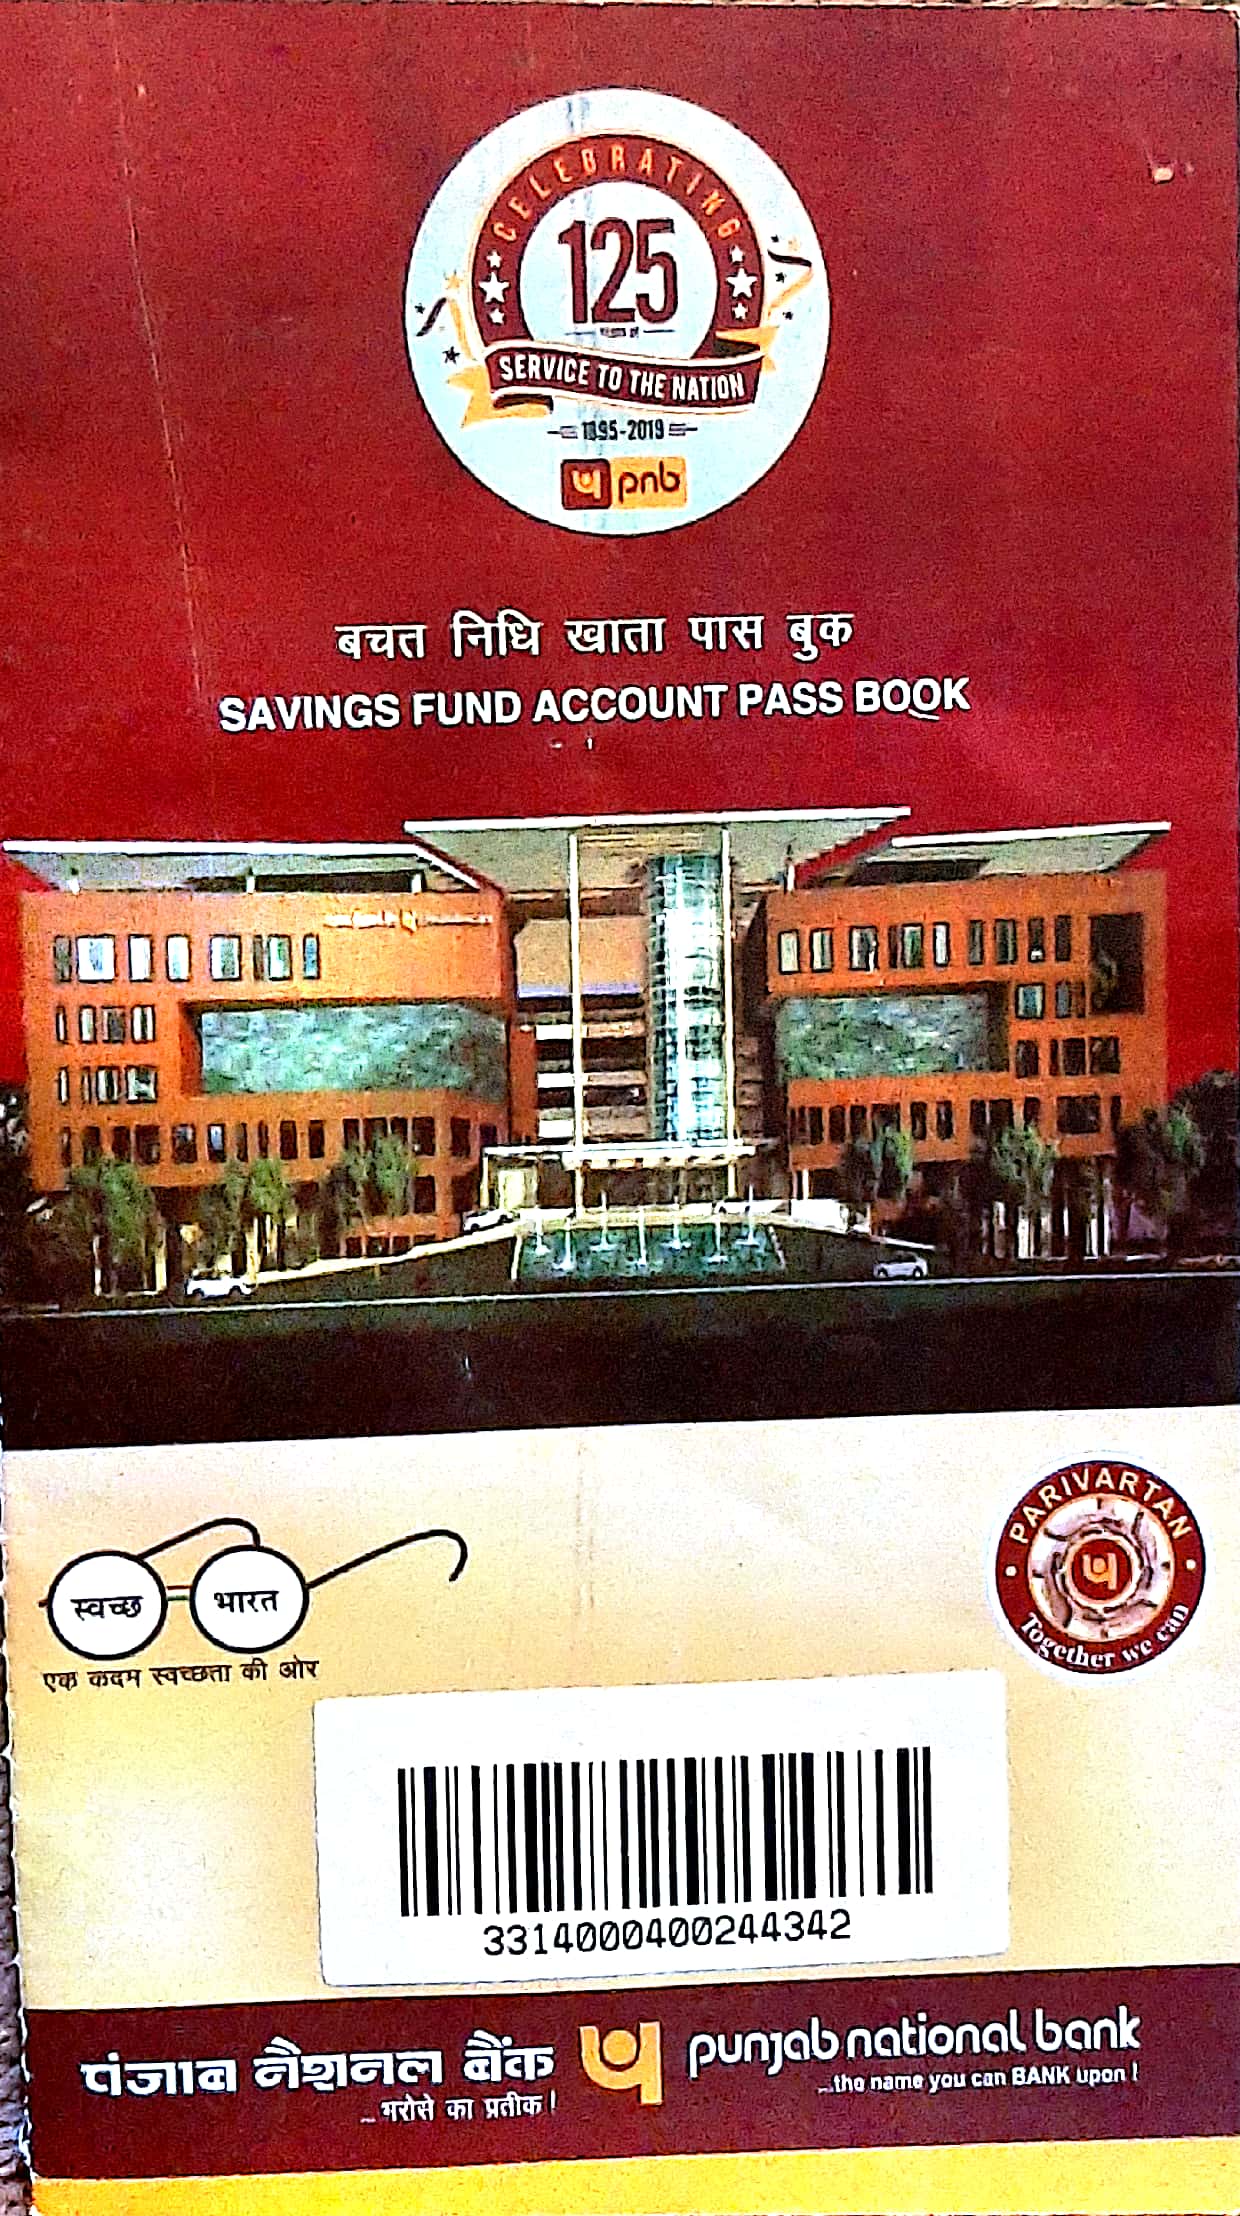 CELEBRATING
125
Years of
SERVICE TO THE NATION
1895-2019
pnb
बचत निधि खाता पास बुक
SAVINGS FUND ACCOUNT PASS BOOK
PARIVARTAN
Together we can
स्वच्छ भारत
एक कदम स्वच्छता की ओर
3314000400244342
पंजाब नैशनल बैंक punjab national bank
...भरोसे का प्रतीक! ...the name you can BANK upon!